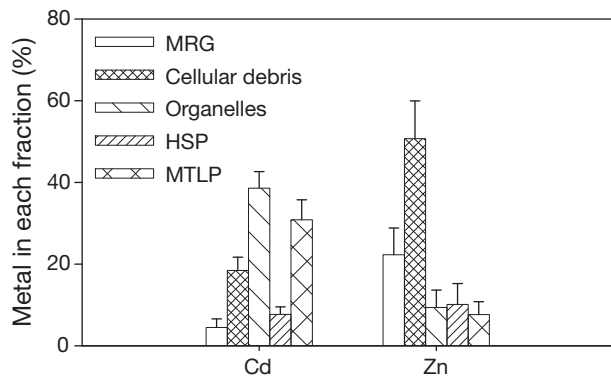 Metal in each fraction (%)
80
60
40
20
0
MRG
Cellular debris
Organelles
HSP
MTLP
Cd
Zn